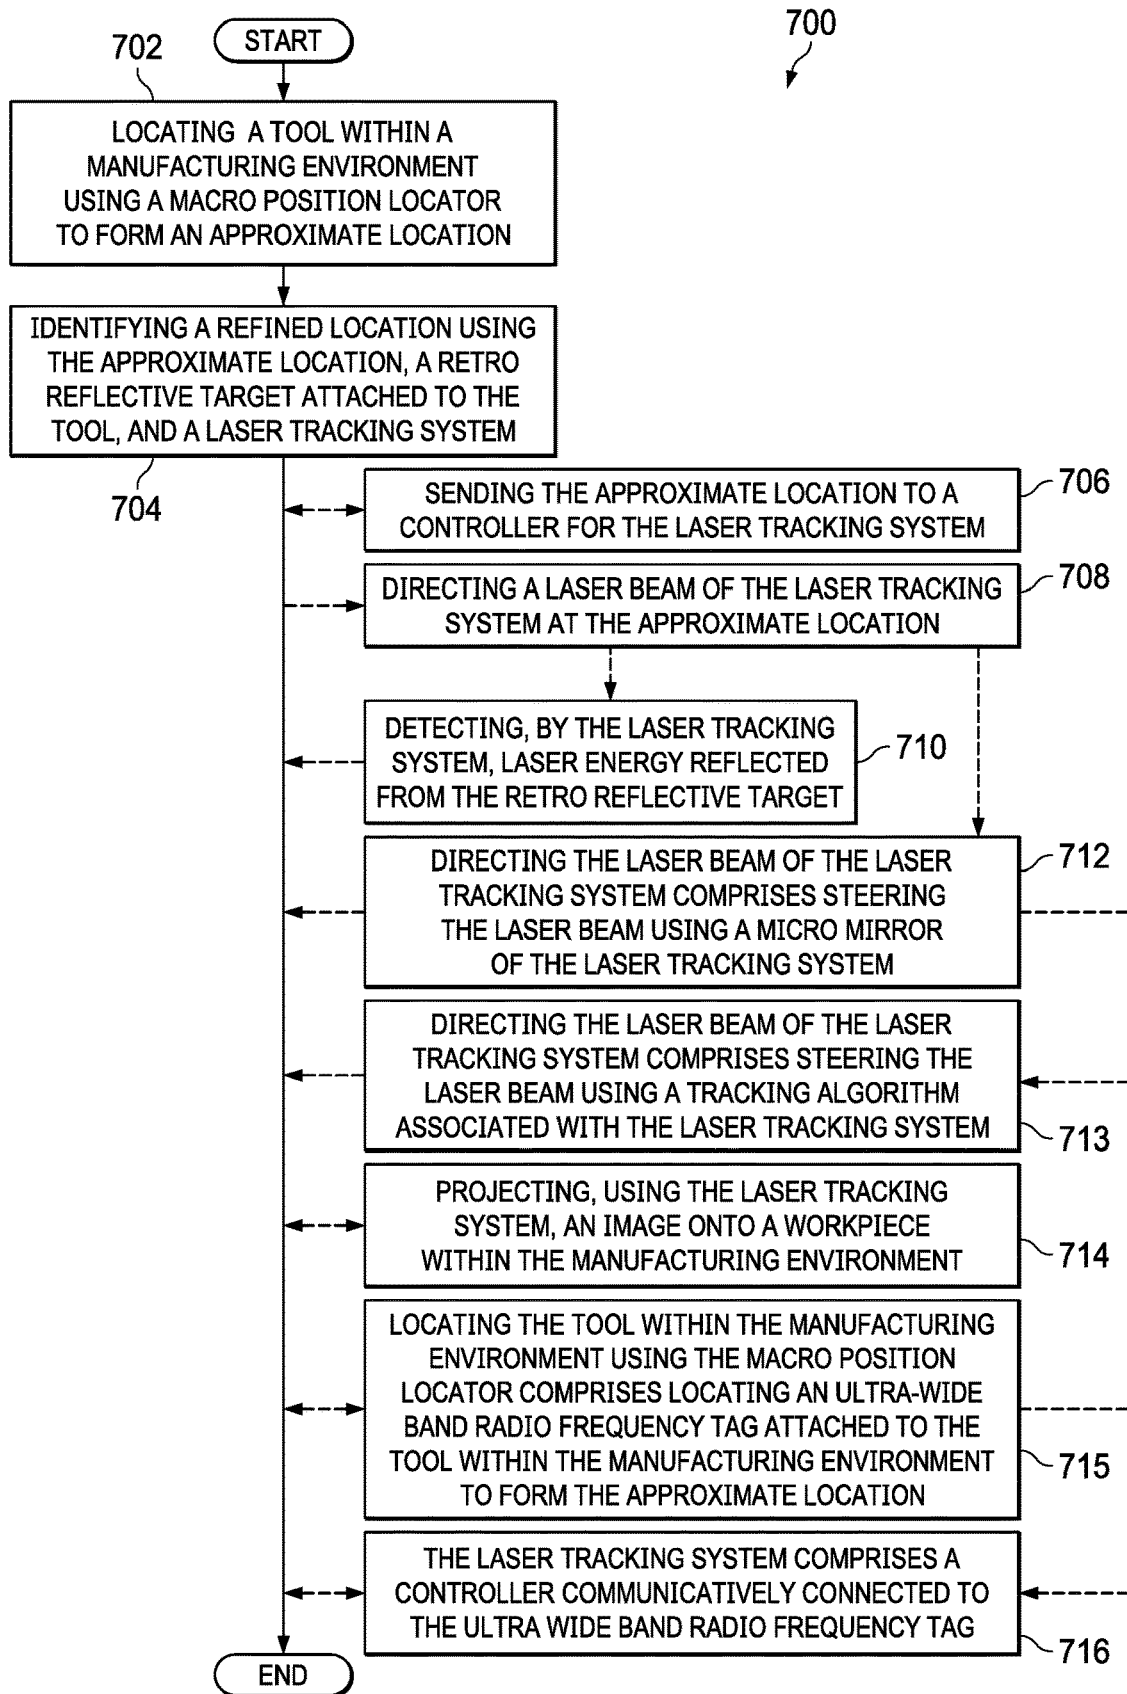 START
700
702
LOCATING A TOOL WITHIN A
MANUFACTURING ENVIRONMENT
USING A MACRO POSITION LOCATOR
TO FORM AN APPROXIMATE LOCATION
IDENTIFYING A REFINED LOCATION USING
THE APPROXIMATE LOCATION, A RETRO
REFLECTIVE TARGET ATTACHED TO THE
TOOL, AND A LASER TRACKING SYSTEM
704
SENDING THE APPROXIMATE LOCATION TO A
CONTROLLER FOR THE LASER TRACKING SYSTEM
706
DIRECTING A LASER BEAM OF THE LASER TRACKING
SYSTEM AT THE APPROXIMATE LOCATION
708
DETECTING, BY THE LASER TRACKING
SYSTEM, LASER ENERGY REFLECTED
FROM THE RETRO REFLECTIVE TARGET
710
DIRECTING THE LASER BEAM OF THE LASER
TRACKING SYSTEM COMPRISES STEERING
THE LASER BEAM USING A MICRO MIRROR
OF THE LASER TRACKING SYSTEM
712
DIRECTING THE LASER BEAM OF THE LASER
TRACKING SYSTEM COMPRISES STEERING THE
LASER BEAM USING A TRACKING ALGORITHM
ASSOCIATED WITH THE LASER TRACKING SYSTEM
713
PROJECTING, USING THE LASER TRACKING
SYSTEM, AN IMAGE ONTO A WORKPIECE
WITHIN THE MANUFACTURING ENVIRONMENT
714
LOCATING THE TOOL WITHIN THE MANUFACTURING
ENVIRONMENT USING THE MACRO POSITION
LOCATOR COMPRISES LOCATING AN ULTRA-WIDE
BAND RADIO FREQUENCY TAG ATTACHED TO THE
TOOL WITHIN THE MANUFACTURING ENVIRONMENT
TO FORM THE APPROXIMATE LOCATION
715
THE LASER TRACKING SYSTEM COMPRISES A
CONTROLLER COMMUNICATIVELY CONNECTED TO
THE ULTRA WIDE BAND RADIO FREQUENCY TAG
716
END